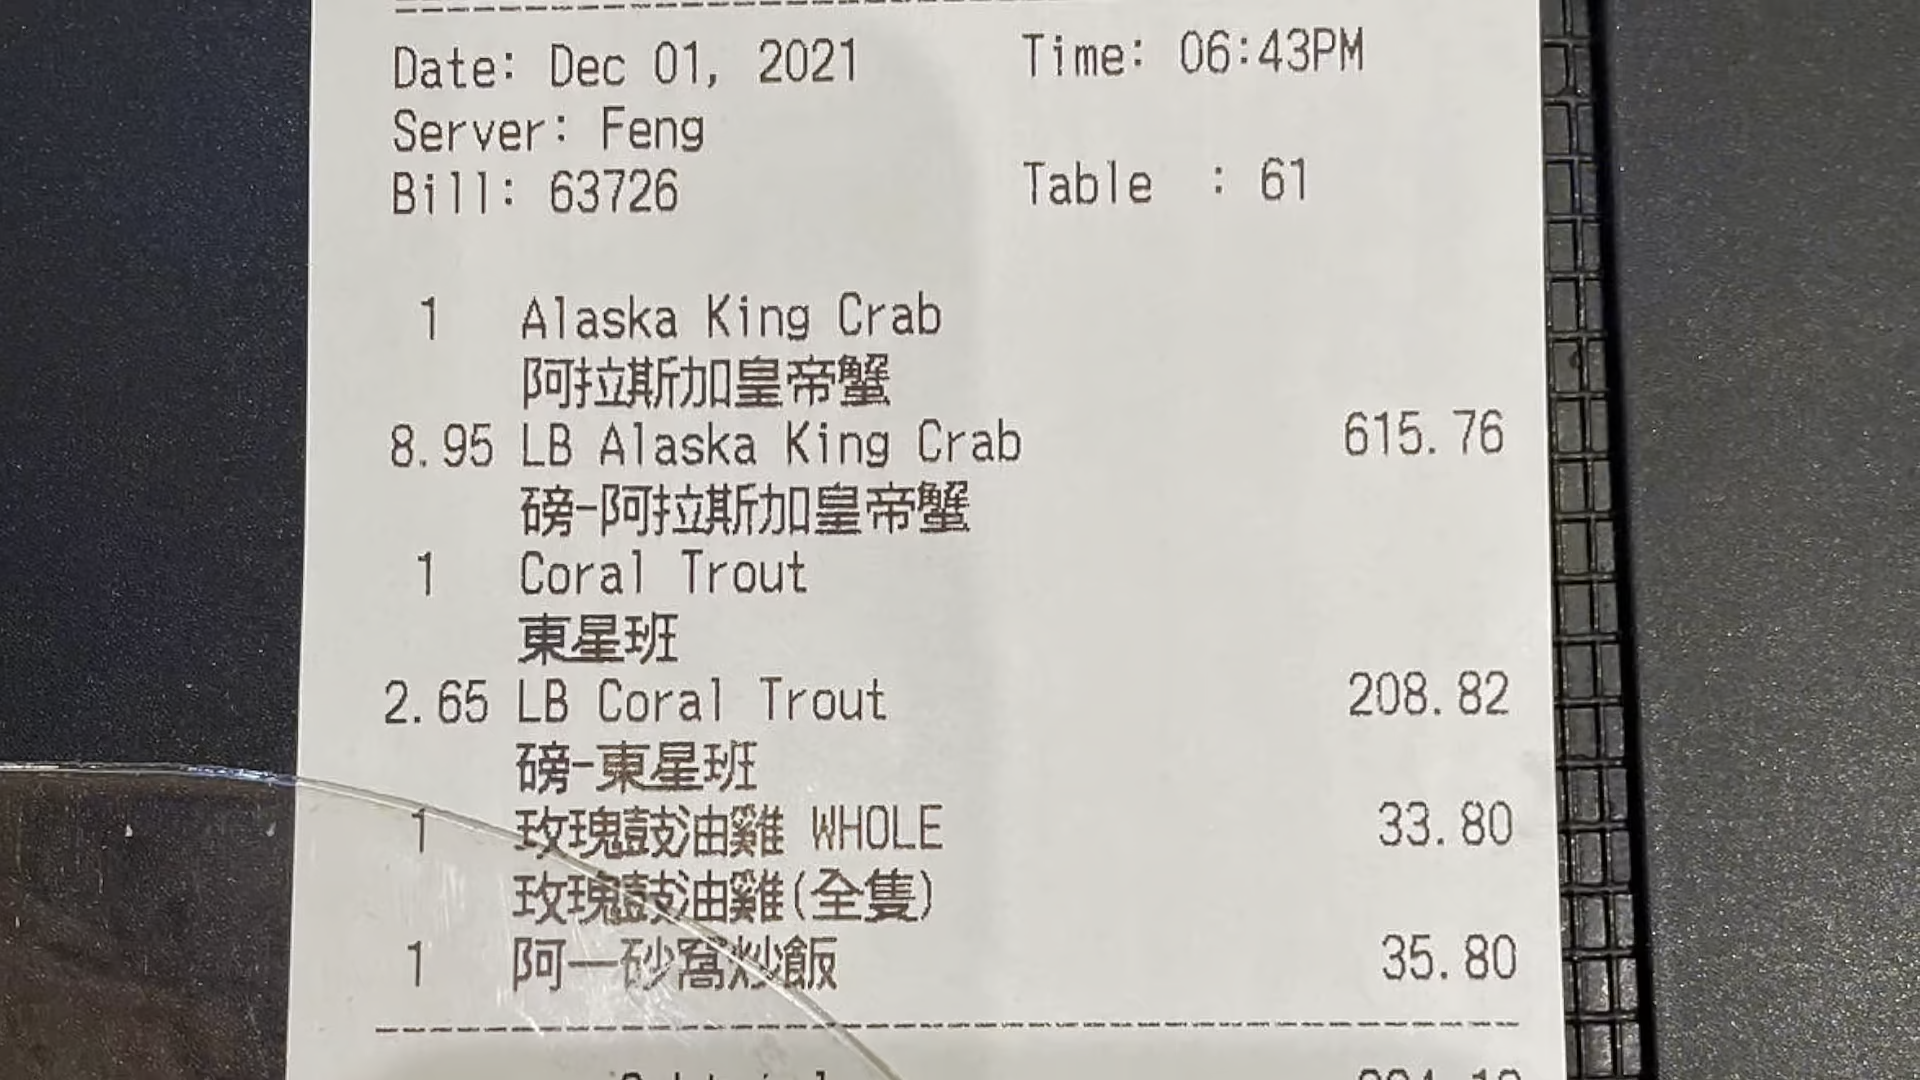 Date: Dec 01, 2021 Time: 06:43PM
Server: Feng
Bill: 63726 Table : 61
1 Alaska King Crab
阿拉斯加皇帝蟹
8.95 LB Alaska King Crab 615.76
磅-阿拉斯加皇帝蟹
1 Coral Trout
東星班
2.65 LB Coral Trout 208.82
磅-東星班
1 玫瑰鼓油雞 WHOLE 33.80
玫瑰鼓油雞(全隻)
1 阿一砂窩炒飯 35.80